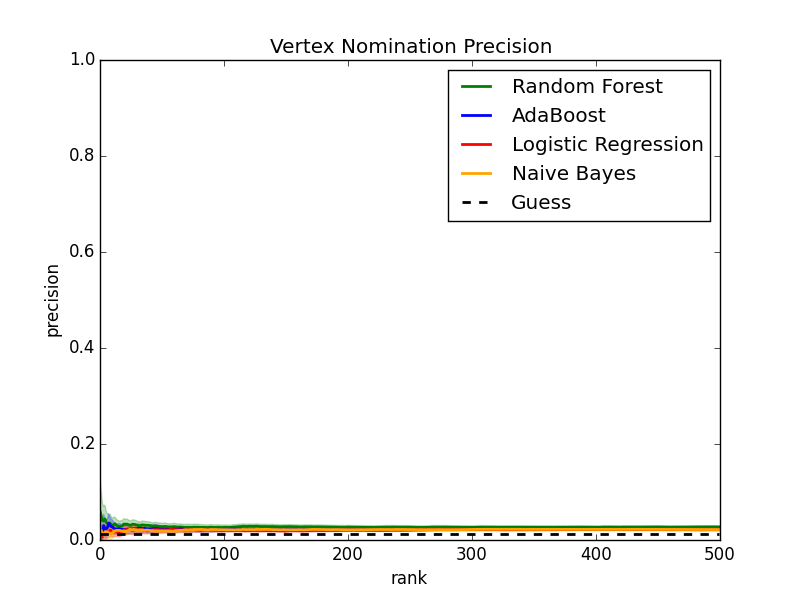 Vertex Nomination Precision
1.0
0.8
0.6
0.4
0.2
0.0
precision
Random Forest
AdaBoost
Logistic Regression
Naive Bayes
Guess
0
100
200
300
400
500
rank